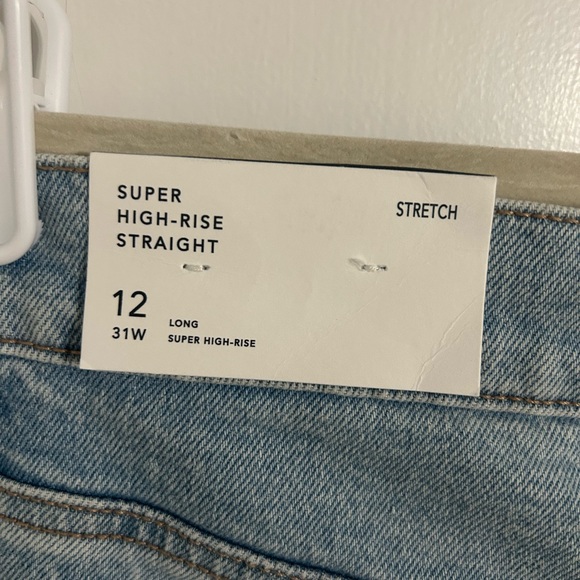 SUPER
HIGH-RISE
STRAIGHT
STRETCH
12
31W
LONG
SUPER HIGH-RISE